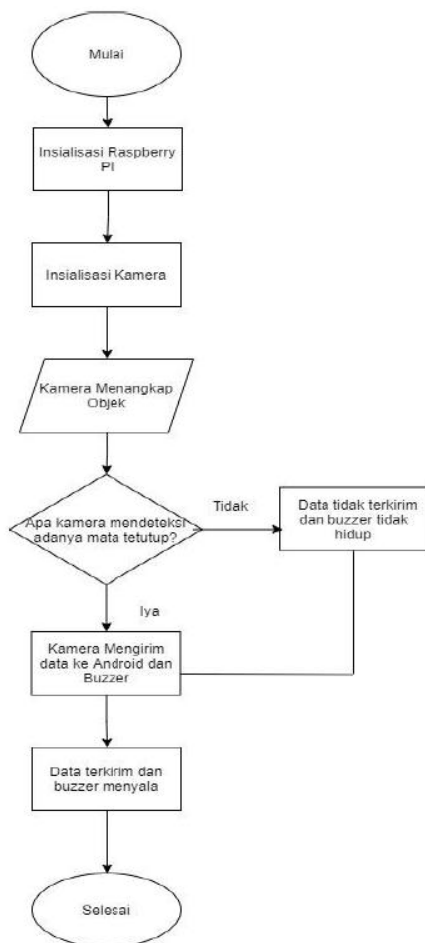 Mulai
Insialisasi Raspberry
PI
Insialisasi Kamera
Kamera Menangkap
Objek
Apa kamera mendeteksi
adanya mata tetutup?
Tidak
Data tidak terkirim
dan buzzer tidak
hidup
Iya
Kamera Mengirim
data ke Android dan
Buzzer
Data terkirim dan
buzzer menyala
Selesai